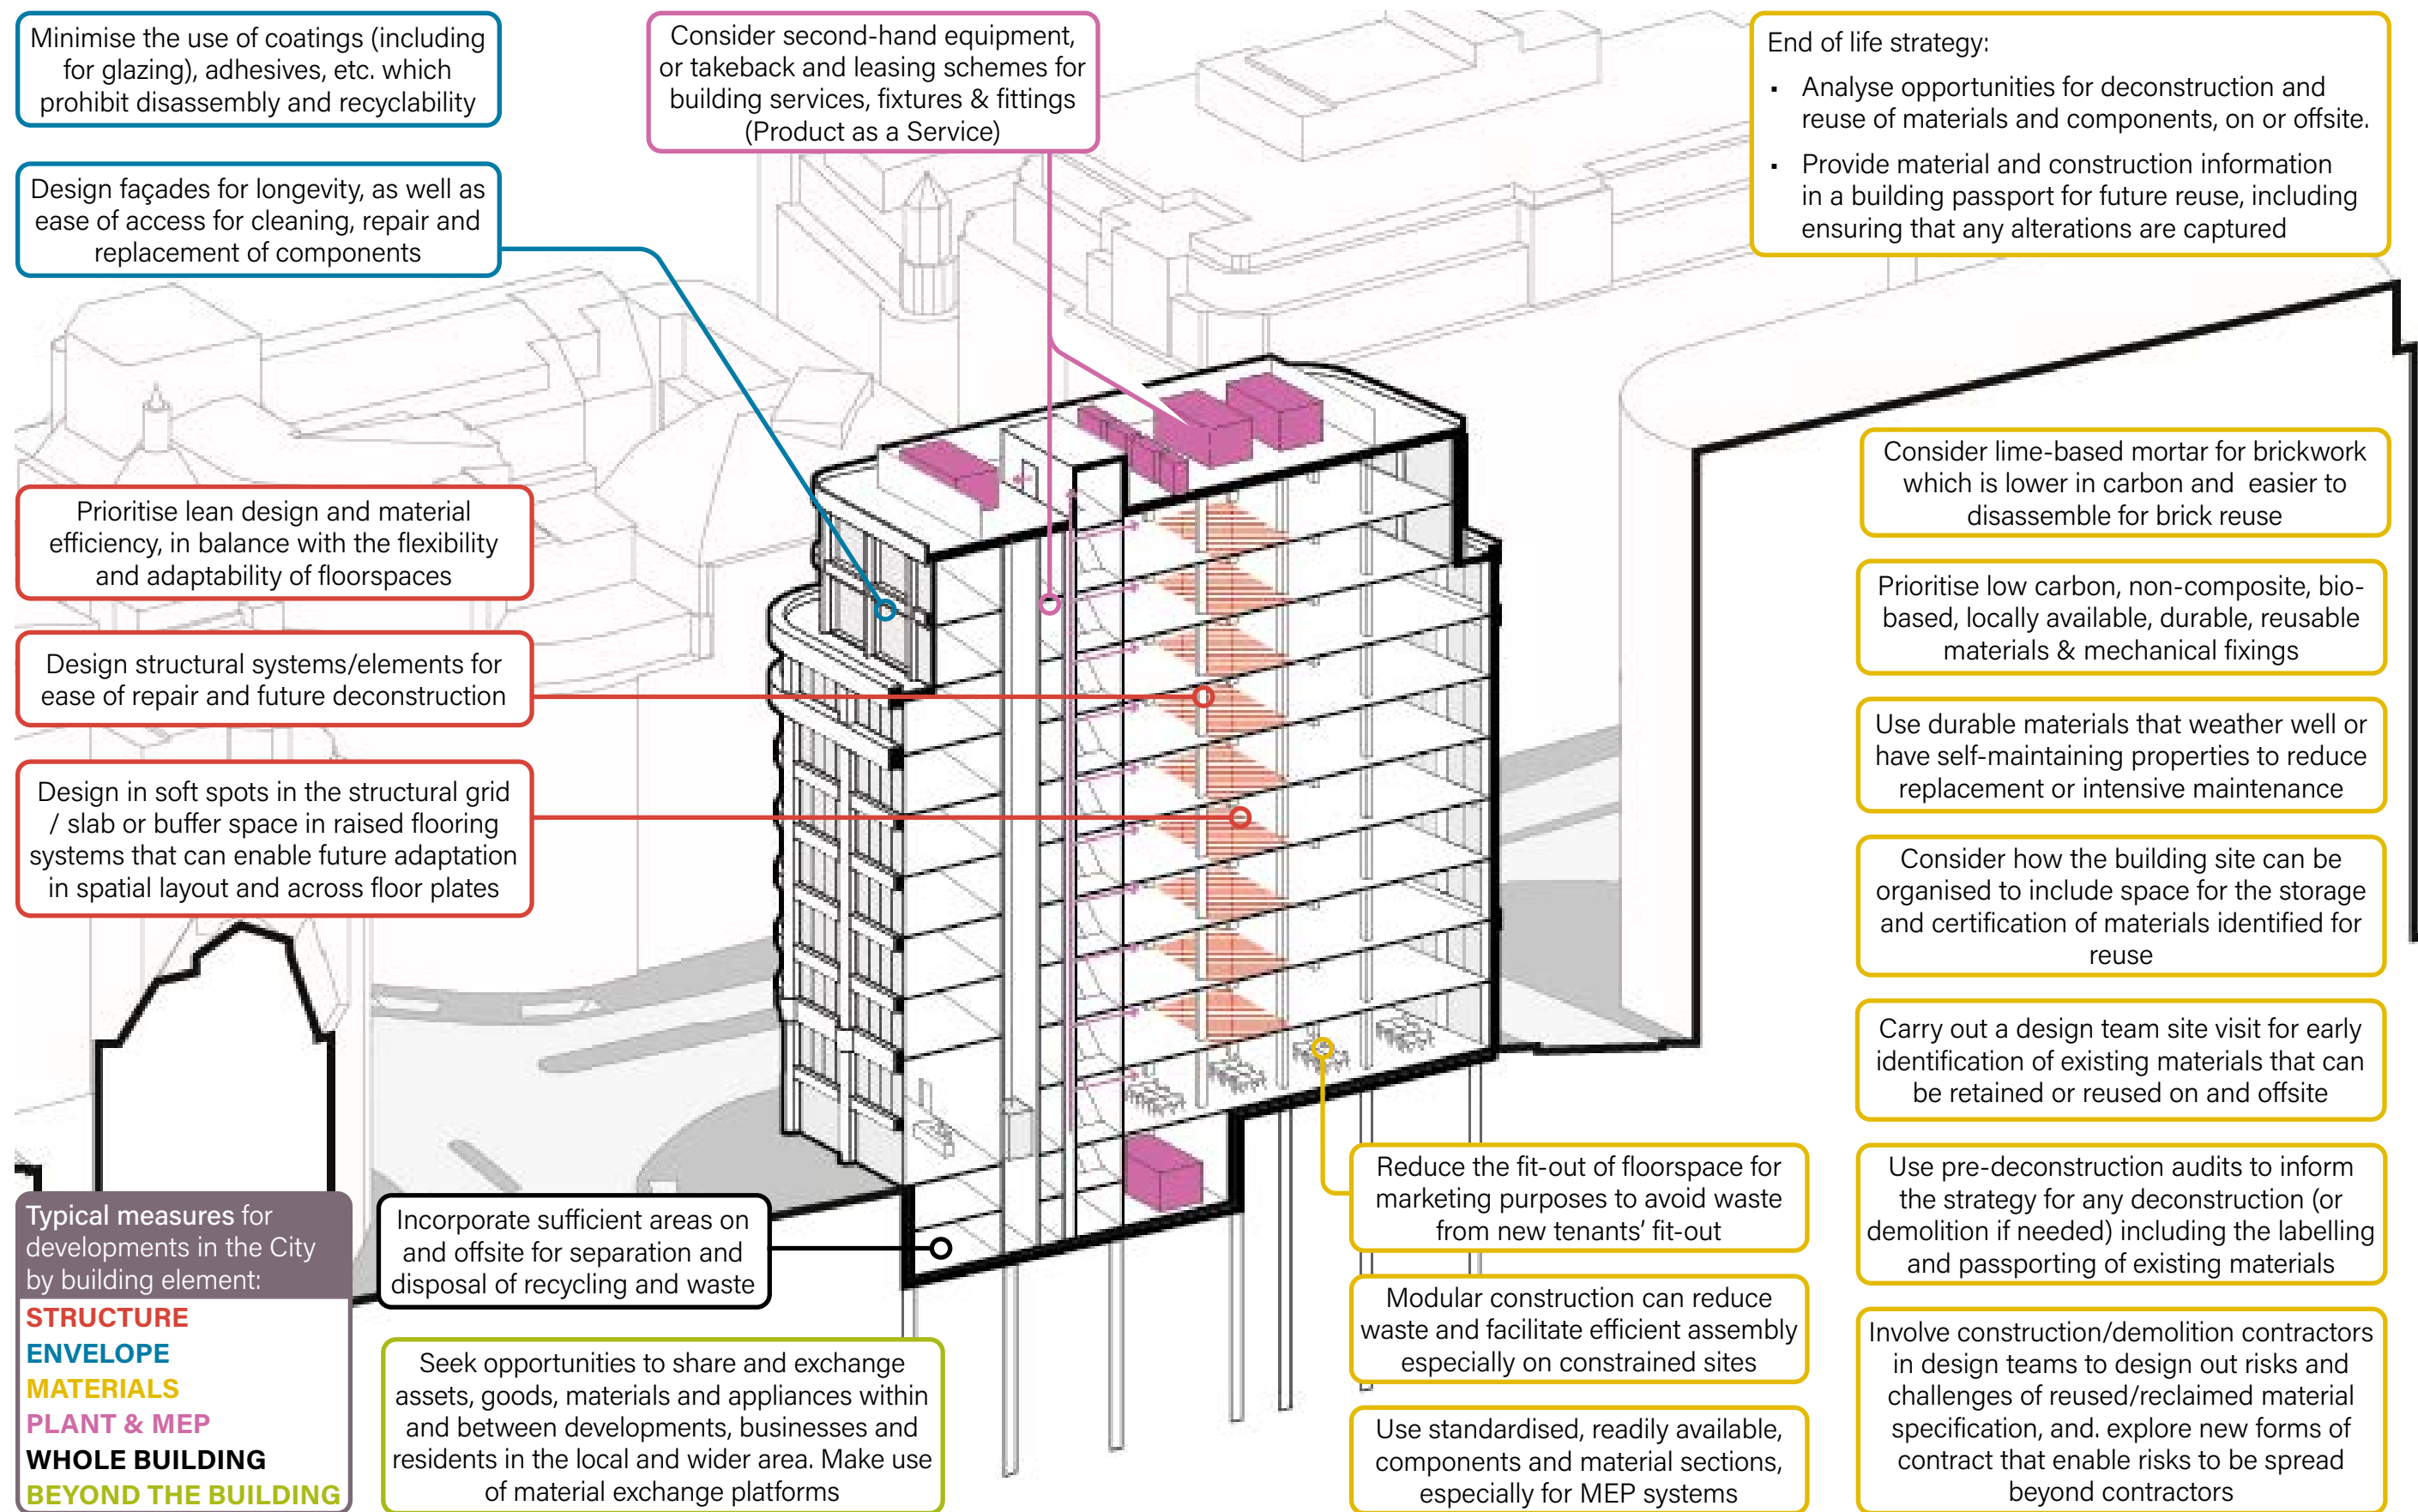 Minimise the use of coatings (including
for glazing), adhesives, etc. which
prohibit disassembly and recyclability
Consider second-hand equipment,
or takeback and leasing schemes for
building services, fixtures & fittings
(Product as a Service)
End of life strategy:
▪ Analyse opportunities for deconstruction and
reuse of materials and components, on or offsite.
▪ Provide material and construction information
in a building passport for future reuse, including
ensuring that any alterations are captured
Design façades for longevity, as well as
ease of access for cleaning, repair and
replacement of components
Prioritise lean design and material
efficiency, in balance with the flexibility
and adaptability of floorspaces
Design structural systems/elements for
ease of repair and future deconstruction
Design in soft spots in the structural grid
/ slab or buffer space in raised flooring
systems that can enable future adaptation
in spatial layout and across floor plates
Consider lime-based mortar for brickwork
which is lower in carbon and easier to
disassemble for brick reuse
Prioritise low carbon, non-composite, bio-
based, locally available, durable, reusable
materials & mechanical fixings
Use durable materials that weather well or
have self-maintaining properties to reduce
replacement or intensive maintenance
Consider how the building site can be
organised to include space for the storage
and certification of materials identified for
reuse
Carry out a design team site visit for early
identification of existing materials that can
be retained or reused on and offsite
Use pre-deconstruction audits to inform
the strategy for any deconstruction (or
demolition if needed) including the labelling
and passporting of existing materials
Involve construction/demolition contractors
in design teams to design out risks and
challenges of reused/reclaimed material
specification, and. explore new forms of
contract that enable risks to be spread
beyond contractors
Reduce the fit-out of floorspace for
marketing purposes to avoid waste
from new tenants' fit-out
Modular construction can reduce
waste and facilitate efficient assembly
especially on constrained sites
Use standardised, readily available,
components and material sections,
especially for MEP systems
Incorporate sufficient areas on
and offsite for separation and
disposal of recycling and waste
Seek opportunities to share and exchange
assets, goods, materials and appliances within
and between developments, businesses and
residents in the local and wider area. Make use
of material exchange platforms
Typical measures for
developments in the City
by building element:
STRUCTURE
ENVELOPE
MATERIALS
PLANT & MEP
WHOLE BUILDING
BEYOND THE BUILDING